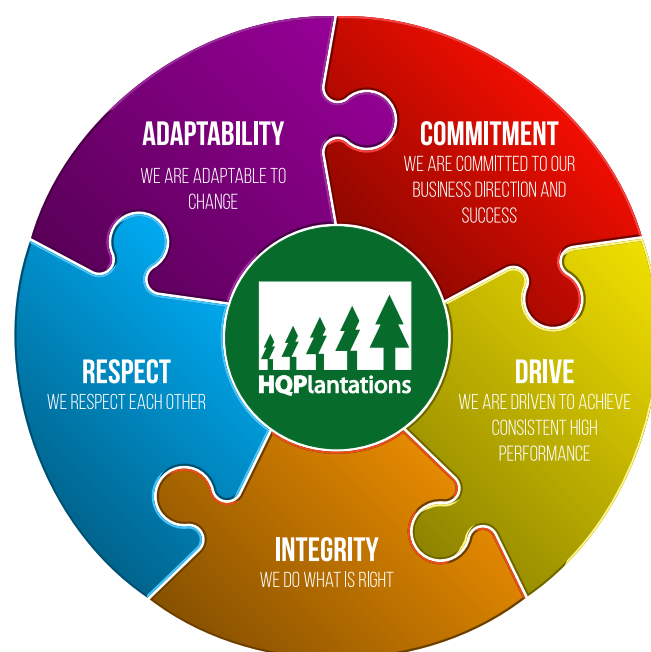 ADAPTABILITY
WE ARE ADAPTABLE TO
CHANGE
COMMITMENT
WE ARE COMMITTED TO OUR
BUSINESS DIRECTION AND
SUCCESS
HQPlantations
RESPECT
WE RESPECT EACH OTHER
DRIVE
WE ARE DRIVEN TO ACHIEVE
CONSISTENT HIGH
PERFORMANCE
INTEGRITY
WE DO WHAT IS RIGHT